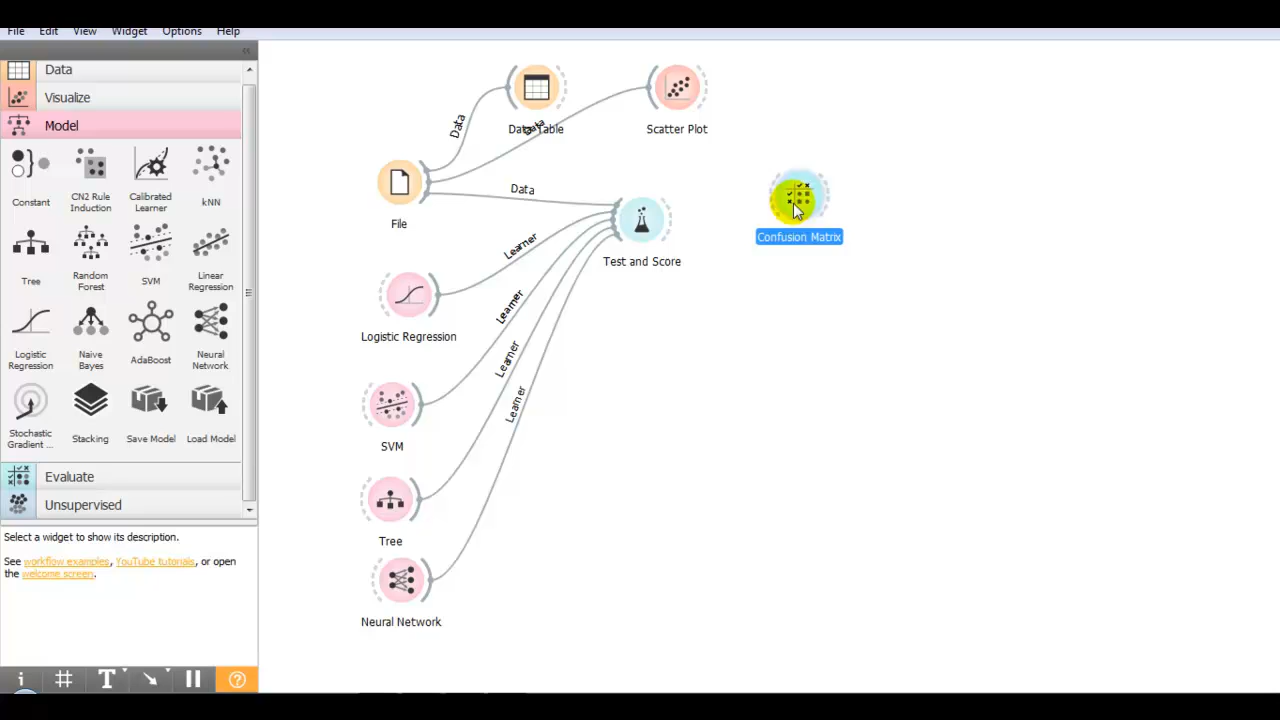 File Edit View Widget Options Help
Data
Visualize
Model
Constant
CN2 Rule
Induction
Calibrated
Learner
kNN
Tree
Random
Forest
SVM
Linear
Regression
Logistic
Regression
Naive
Bayes
AdaBoost
Neural
Network
Stochastic
Gradient ...
Stacking
Save Model
Load Model
Evaluate
Unsupervised
Select a widget to show its description.
See workflow examples, YouTube tutorials, or open
the welcome screen.
Data
Data
Data Table
Scatter Plot
Data
File
Learner
Test and Score
Confusion Matrix
Learner
Logistic Regression
Learner
SVM
Learner
Tree
Neural Network